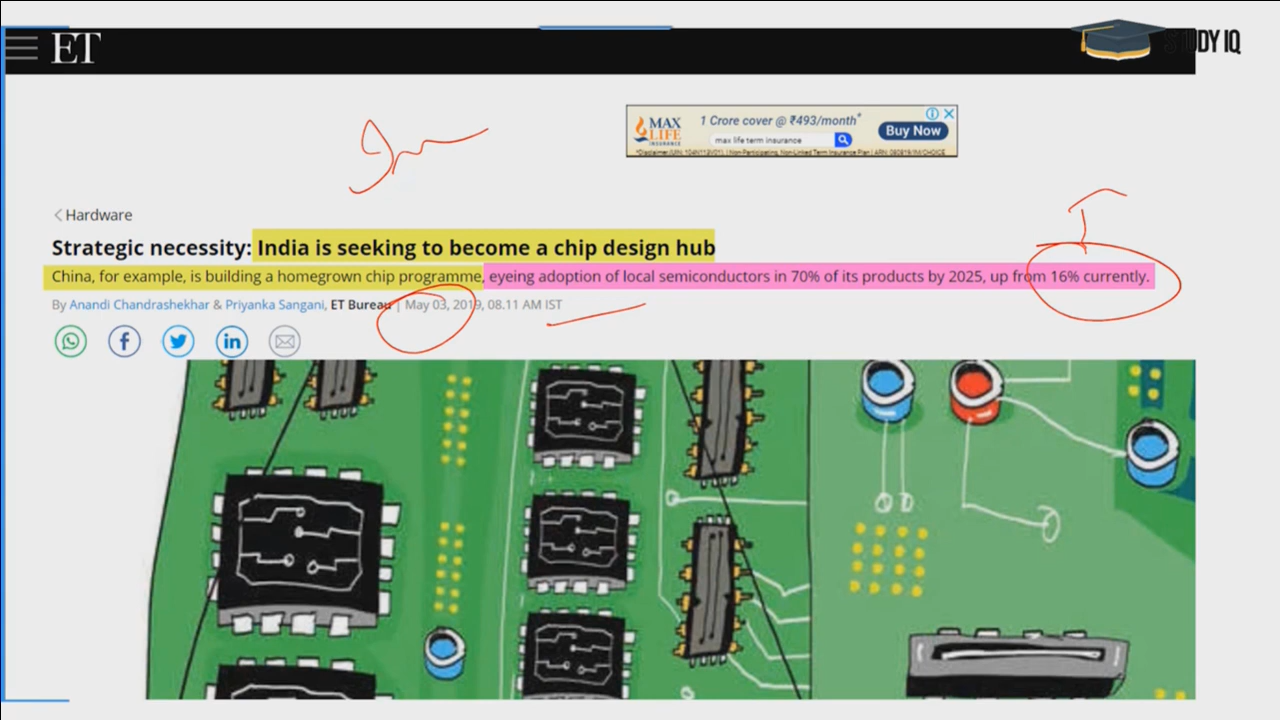 ET
STUDY IQ
MAX
LIFE
INSURANCE
1 Crore cover @ ₹493/month*
max life term insurance
Buy Now
Hardware
Strategic necessity: India is seeking to become a chip design hub
China, for example, is building a homegrown chip programme, eyeing adoption of local semiconductors in 70% of its products by 2025, up from 16% currently.
By Anandi Chandrashekhar & Priyanka Sangani, ET Bureau | May 03, 2019, 08.11 AM IST